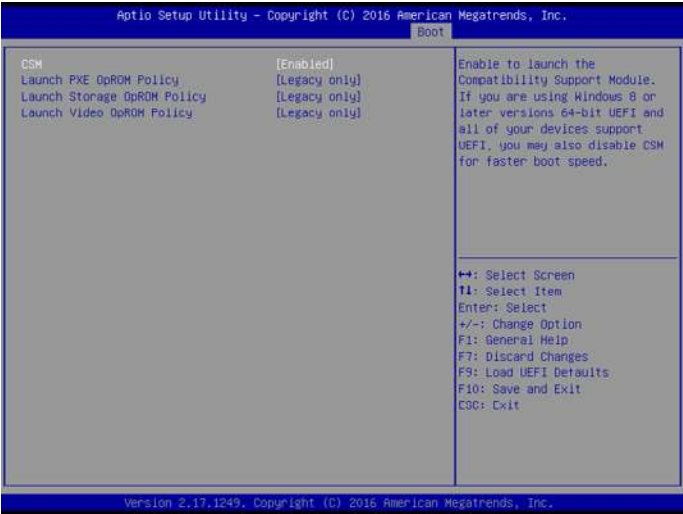 Aptio Setup Utility – Copyright (C) 2016 American Megatrends, Inc.
Boot
CSM [Enabled]
Launch PXE OpROM Policy [Legacy only]
Launch Storage OpROM Policy [Legacy only]
Launch Video OpROM Policy [Legacy only]
Enable to launch the
Compatibility Support Module.
If you are using Windows 8 or
later versions 64-bit UEFI and
all of your devices support
UEFI, you may also disable CSM
for faster boot speed.
↔: Select Screen
↑↓: Select Item
Enter: Select
+/-: Change Option
F1: General Help
F7: Discard Changes
F9: Load UEFI Defaults
F10: Save and Exit
ESC: Exit
Version 2.17.1249. Copyright (C) 2016 American Megatrends, Inc.